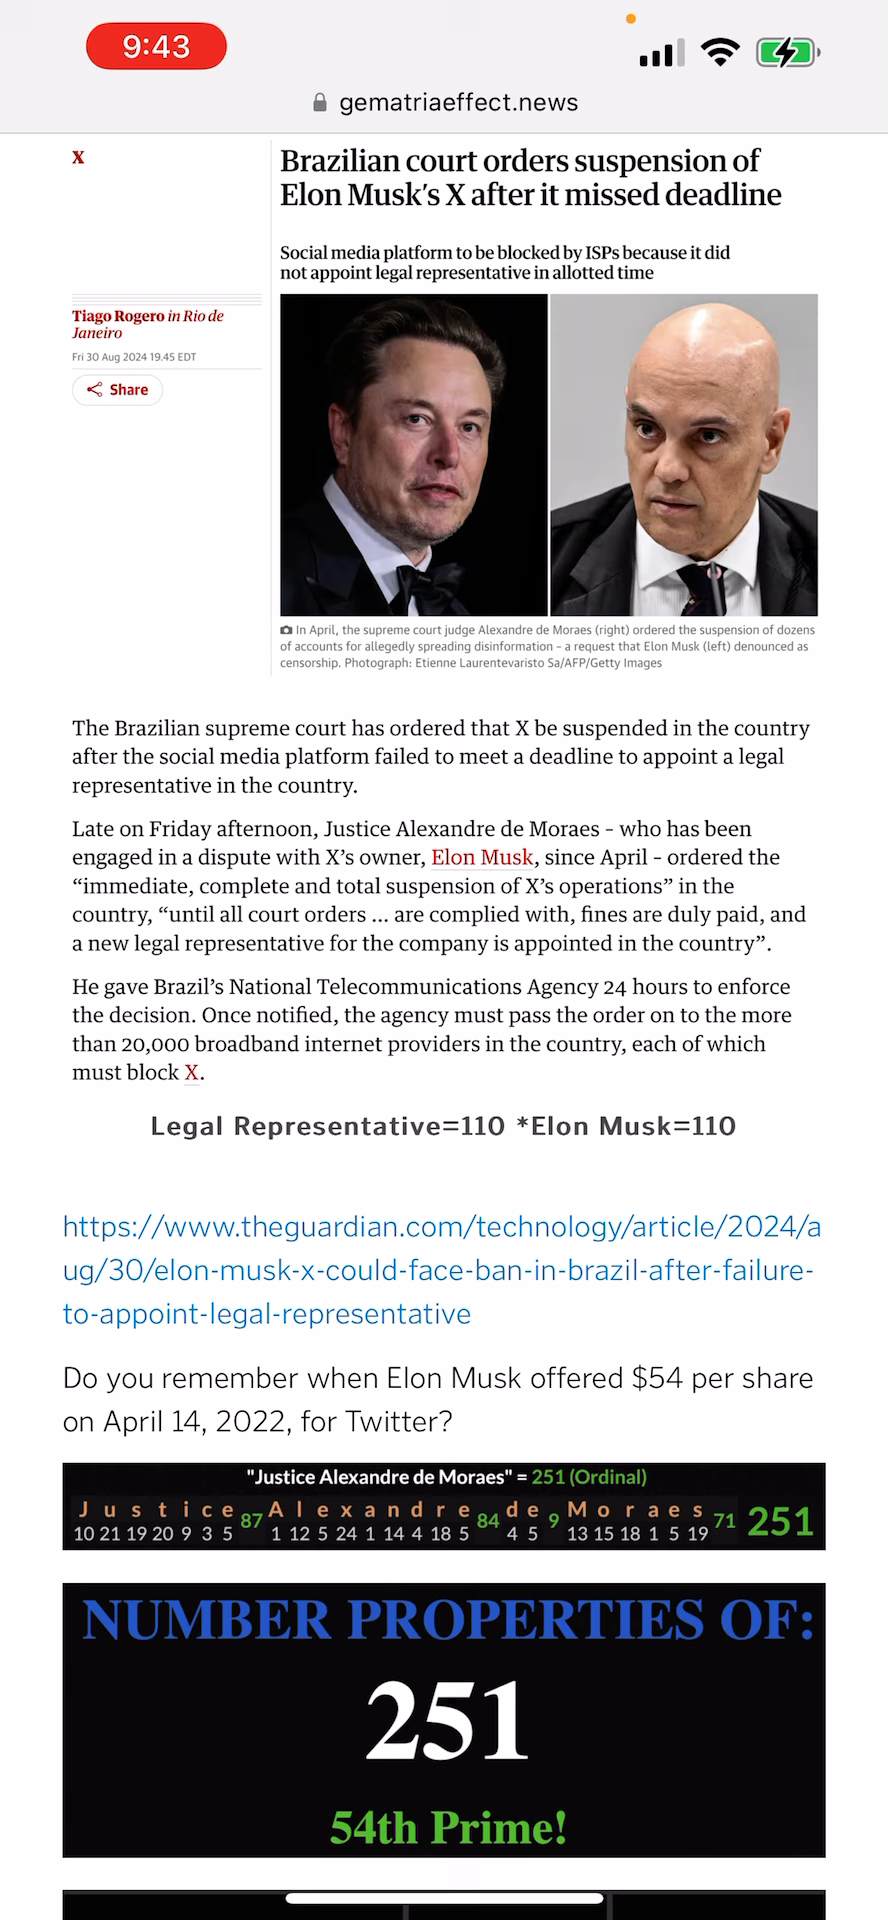 9:43
gematriaeffect.news
X
Brazilian court orders suspension of
Elon Musk's X after it missed deadline
Social media platform to be blocked by ISPs because it did
not appoint legal representative in allotted time
Tiago Rogero in Rio de
Janeiro
Fri 30 Aug 2024 19.45 EDT
Share
In April, the supreme court judge Alexandre de Moraes (right) ordered the suspension of dozens
of accounts for allegedly spreading disinformation – a request that Elon Musk (left) denounced as
censorship. Photograph: Etienne Laurentevaristo Sa/AFP/Getty Images
The Brazilian supreme court has ordered that X be suspended in the country
after the social media platform failed to meet a deadline to appoint a legal
representative in the country.
Late on Friday afternoon, Justice Alexandre de Moraes – who has been
engaged in a dispute with X's owner, Elon Musk, since April – ordered the
“immediate, complete and total suspension of X's operations” in the
country, “until all court orders … are complied with, fines are duly paid, and
a new legal representative for the company is appointed in the country”.
He gave Brazil's National Telecommunications Agency 24 hours to enforce
the decision. Once notified, the agency must pass the order on to the more
than 20,000 broadband internet providers in the country, each of which
must block X.
Legal Representative=110 *Elon Musk=110
https://www.theguardian.com/technology/article/2024/a
ug/30/elon-musk-x-could-face-ban-in-brazil-after-failure-
to-appoint-legal-representative
Do you remember when Elon Musk offered $54 per share
on April 14, 2022, for Twitter?
"Justice Alexandre de Moraes" = 251 (Ordinal)
J u s t i c e 87 A l e x a n d r e 84 d e 9 M o r a e s 71 251
10 21 19 20 9 3 5 1 12 5 24 1 14 4 18 5 4 5 13 15 18 1 5 19
NUMBER PROPERTIES OF:
251
54th Prime!